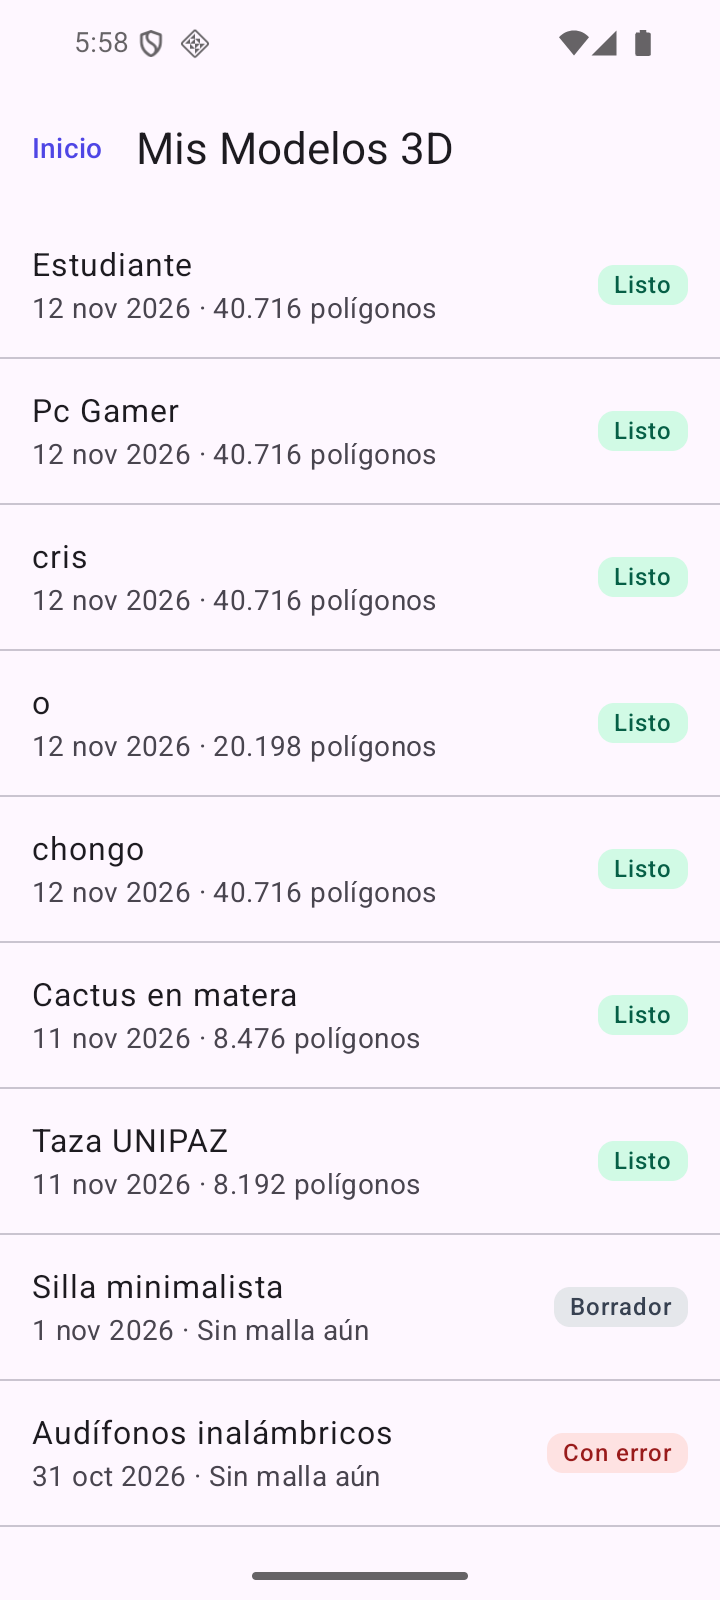 5:58
Inicio Mis Modelos 3D
Estudiante
12 nov 2026 · 40.716 polígonos
Listo
Pc Gamer
12 nov 2026 · 40.716 polígonos
Listo
cris
12 nov 2026 · 40.716 polígonos
Listo
o
12 nov 2026 · 20.198 polígonos
Listo
chongo
12 nov 2026 · 40.716 polígonos
Listo
Cactus en matera
11 nov 2026 · 8.476 polígonos
Listo
Taza UNIPAZ
11 nov 2026 · 8.192 polígonos
Listo
Silla minimalista
1 nov 2026 · Sin malla aún
Borrador
Audífonos inalámbricos
31 oct 2026 · Sin malla aún
Con error